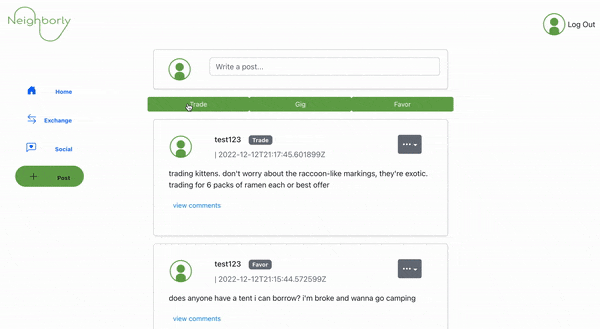 Neighborly
Log Out
Write a post...
Home
Exchange
Social
Post
Trade Gig Favor
test123 Trade
| 2022-12-12T21:17:45.601899Z
trading kittens. don't worry about the raccoon-like markings, they're exotic.
trading for 6 packs of ramen each or best offer
view comments
test123 Favor
| 2022-12-12T21:15:44.572599Z
does anyone have a tent i can borrow? i'm broke and wanna go camping
view comments